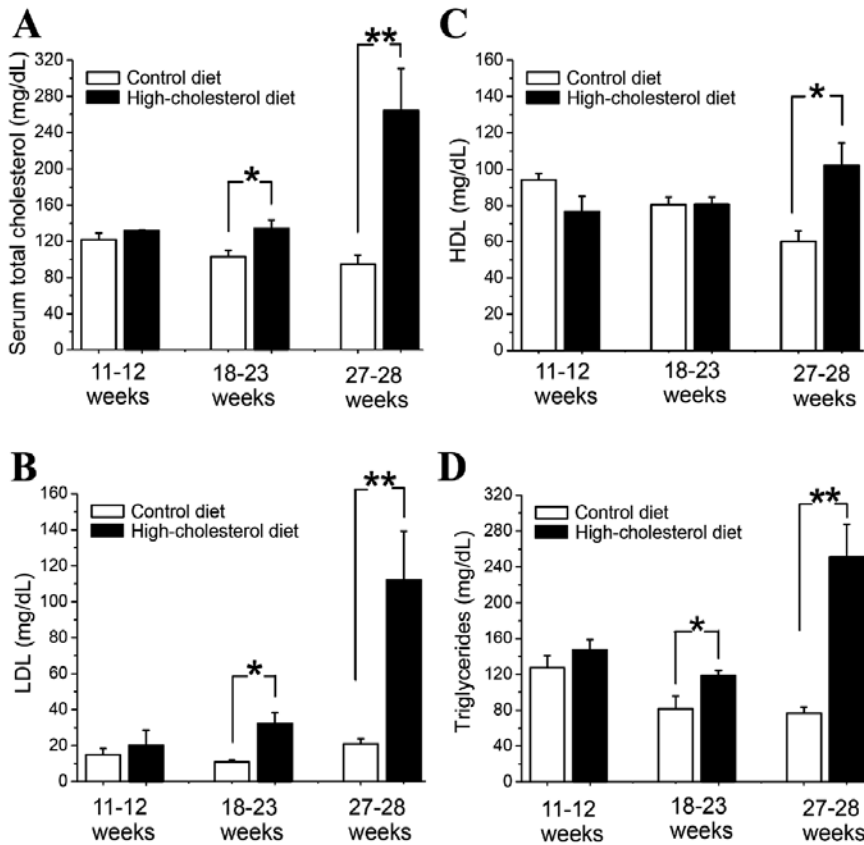 A
Serum total cholesterol (mg/dL)
320
280
240
200
160
120
80
40
0
Control diet
High-cholesterol diet
*
**
11-12 18-23 27-28
weeks weeks weeks
C
HDL (mg/dL)
160
140
120
100
80
60
40
20
0
Control diet
High-cholesterol diet
*
11-12 18-23 27-28
weeks weeks weeks
B
LDL (mg/dL)
160
140
120
100
80
60
40
20
0
Control diet
High-cholesterol diet
*
**
11-12 18-23 27-28
weeks weeks weeks
D
Triglycerides (mg/dL)
320
280
240
200
160
120
80
40
0
Control diet
High-cholesterol diet
*
**
11-12 18-23 27-28
weeks weeks weeks